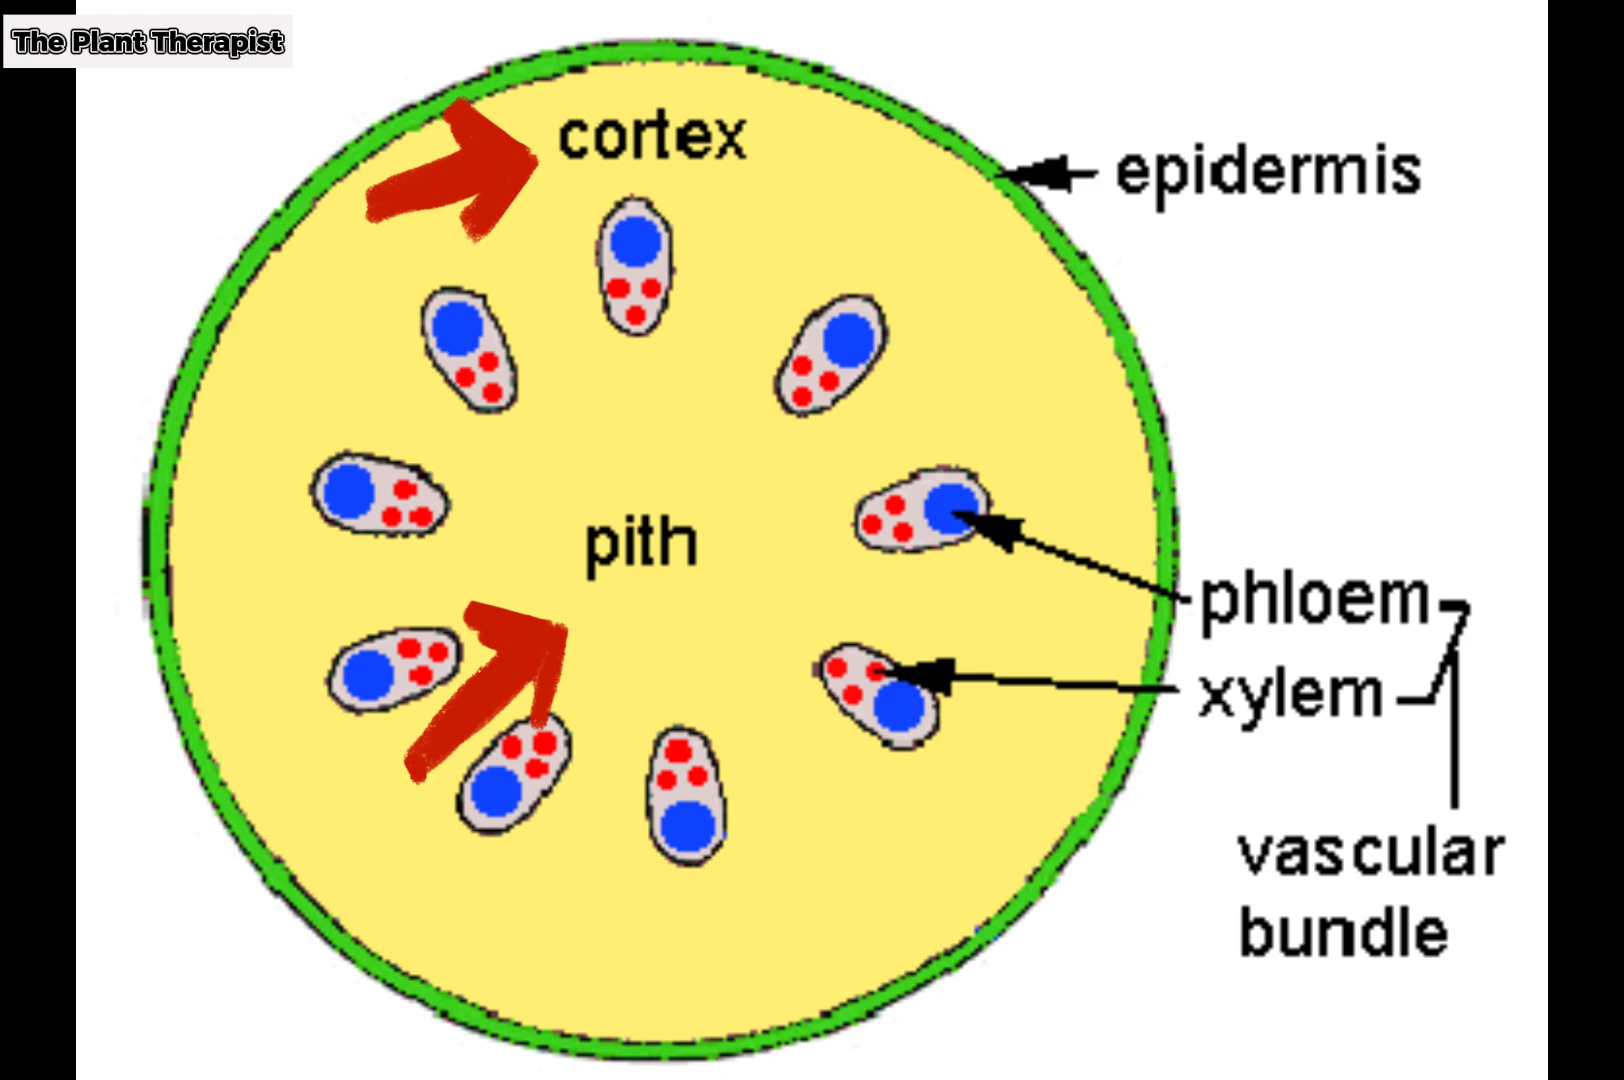 The Plant Therapist
cortex
epidermis
pith
phloem
xylem
vascular
bundle